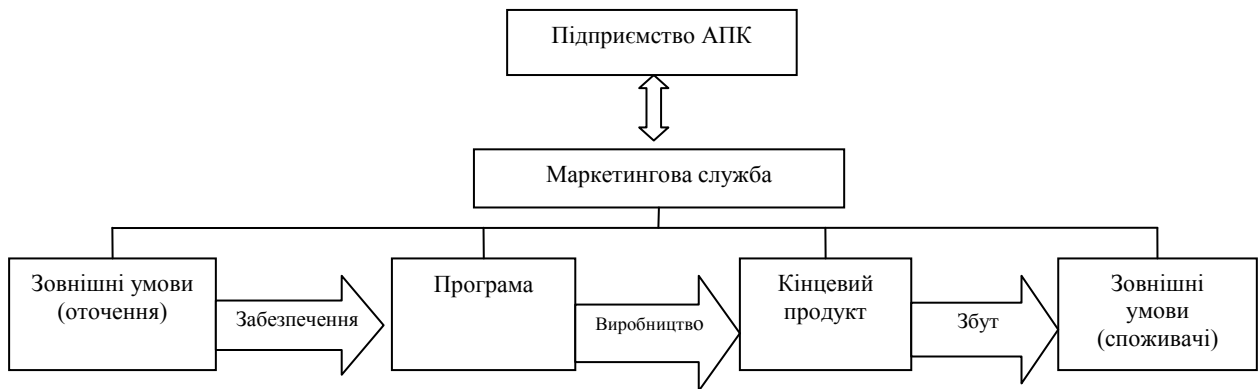 Підприємство АПК
Маркетингова служба
Зовнішні умови
(оточення)
Забезпечення
Програма
Виробництво
Кінцевий
продукт
Збут
Зовнішні
умови
(споживачі)